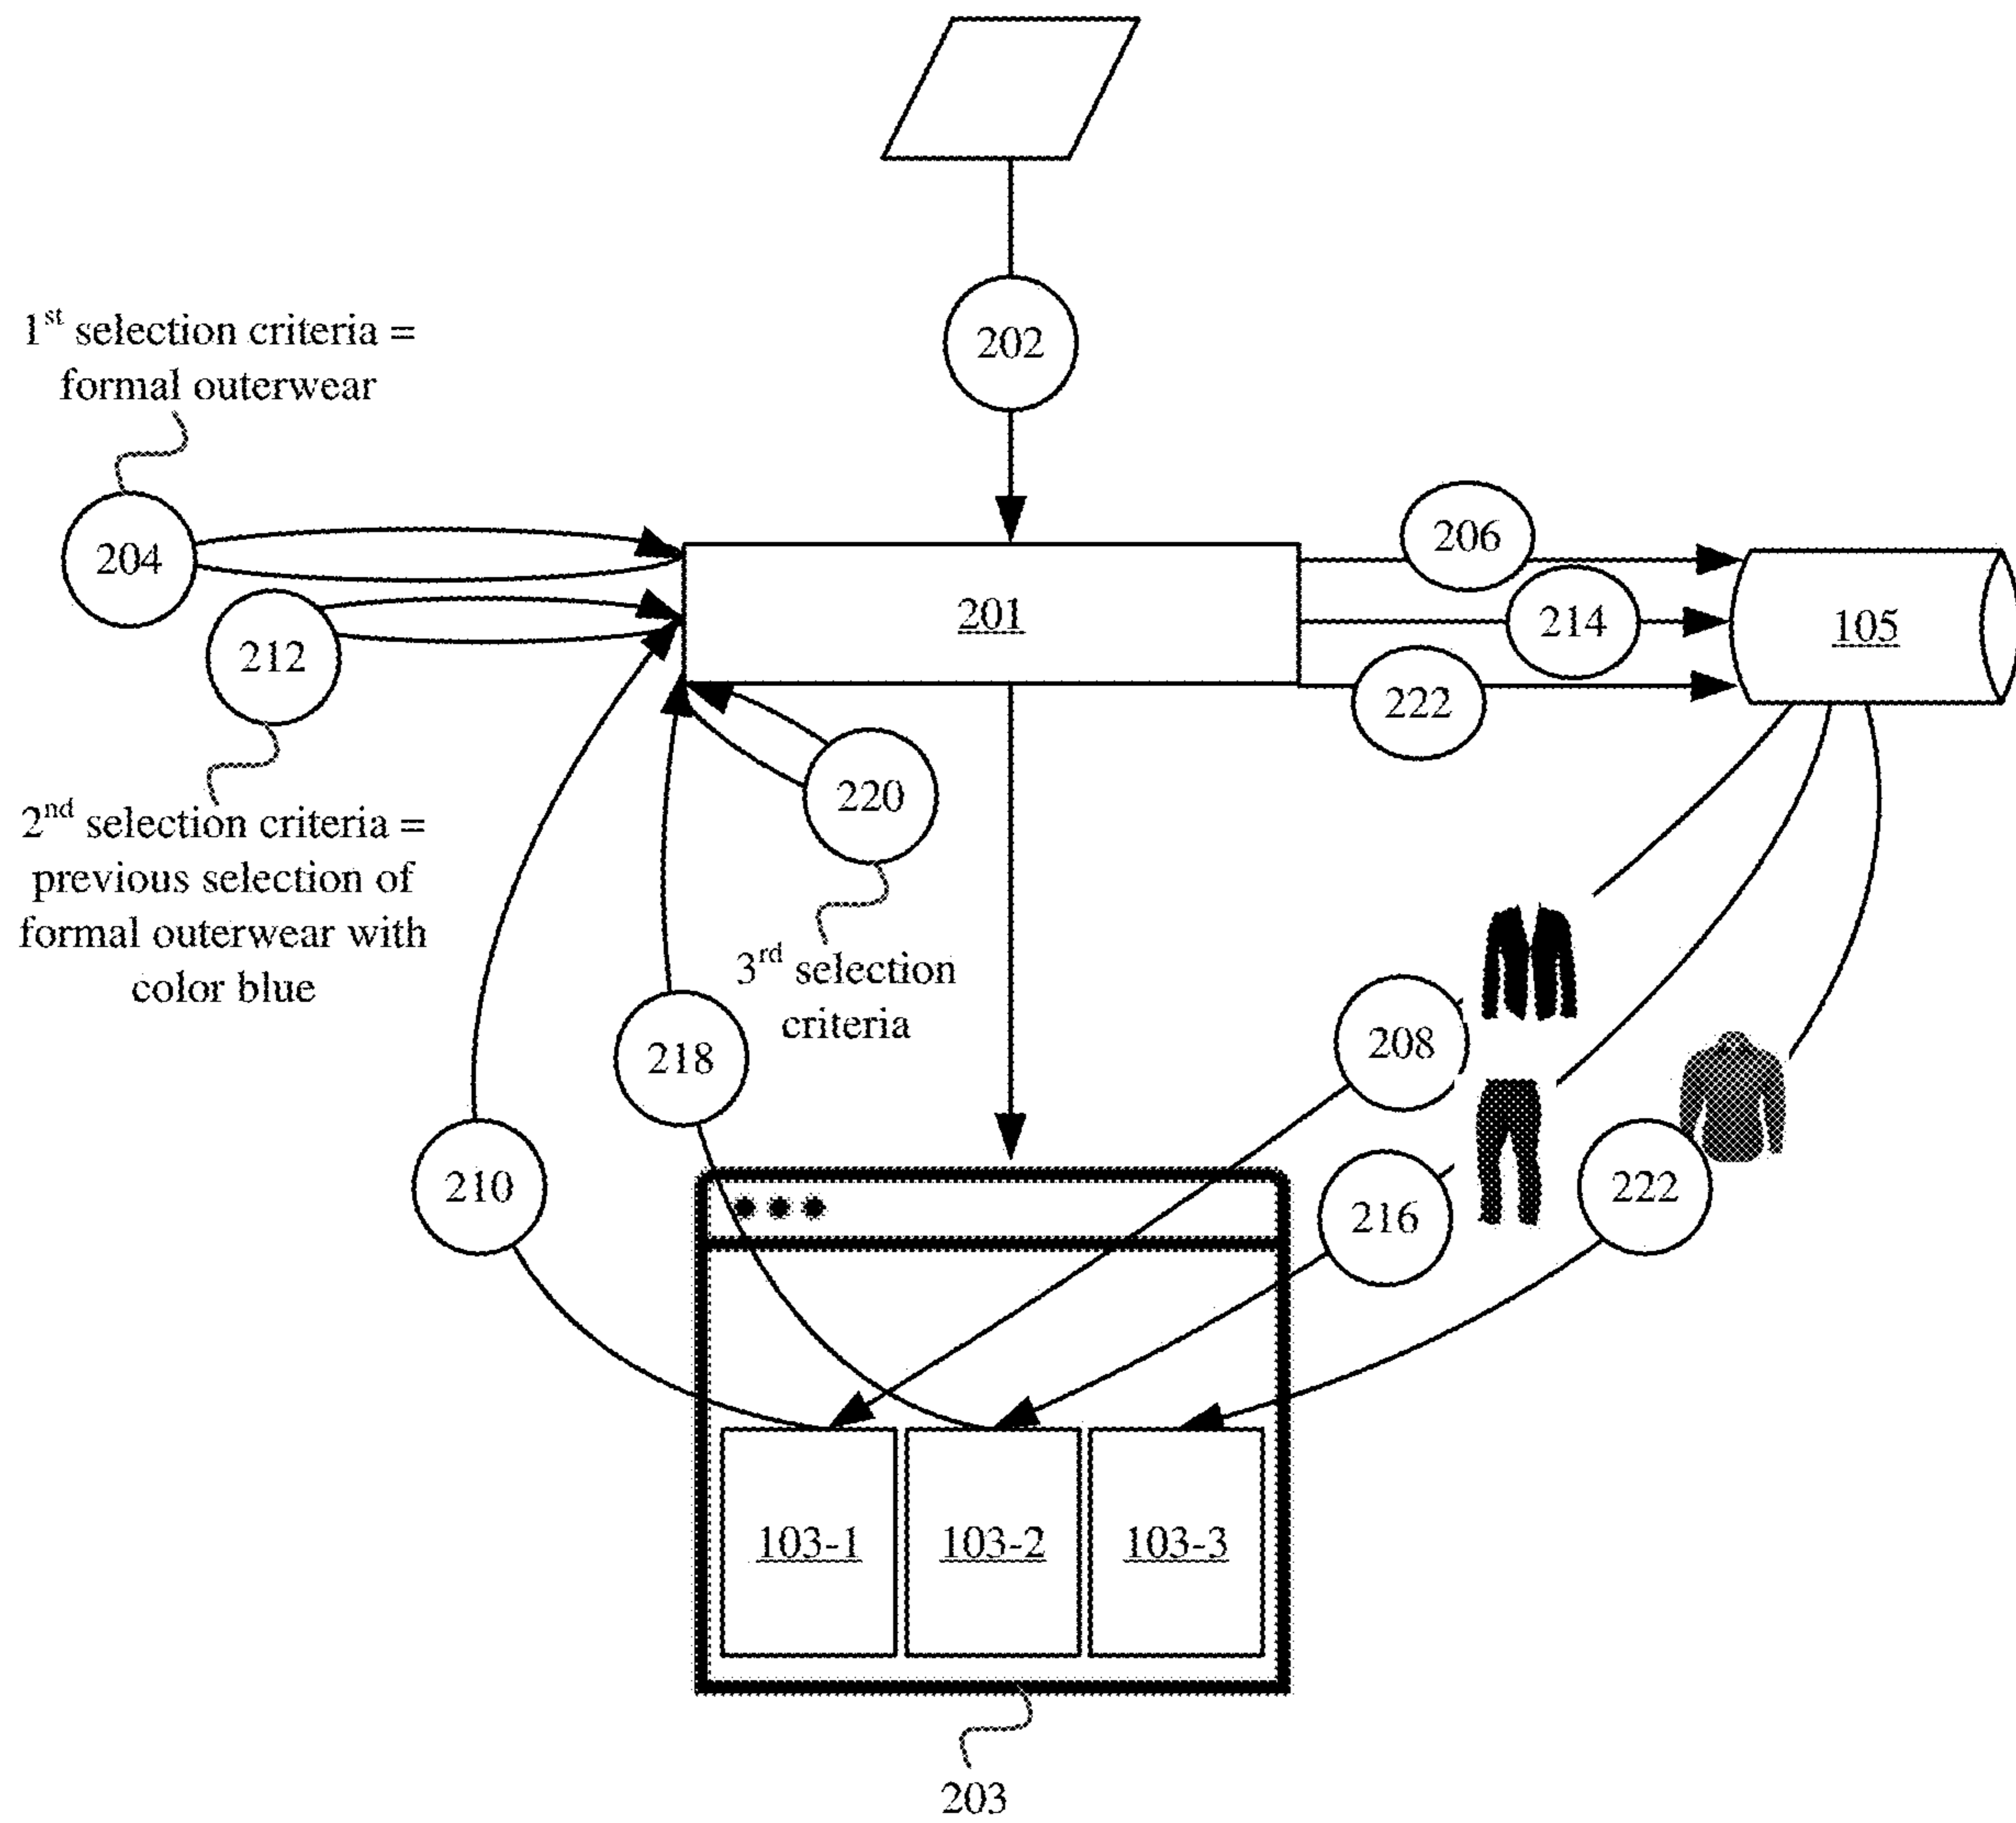 202
1st selection criteria =
formal outerwear
204
212
2nd selection criteria =
previous selection of
formal outerwear with
color blue
201
206
214
222
105
220
3rd selection
criteria
218
210
208
216
222
103-1
103-2
103-3
203